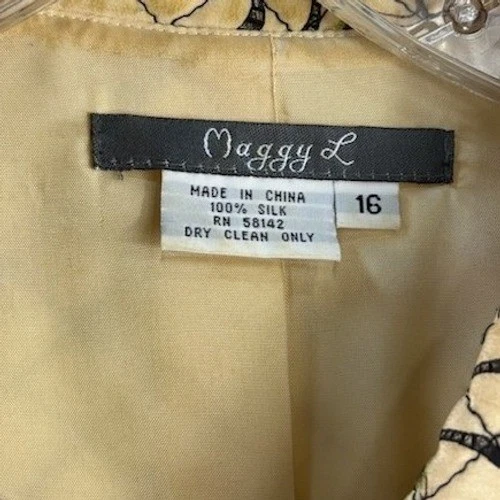 Maggy L
MADE IN CHINA
100% SILK
RN 58142
DRY CLEAN ONLY
16